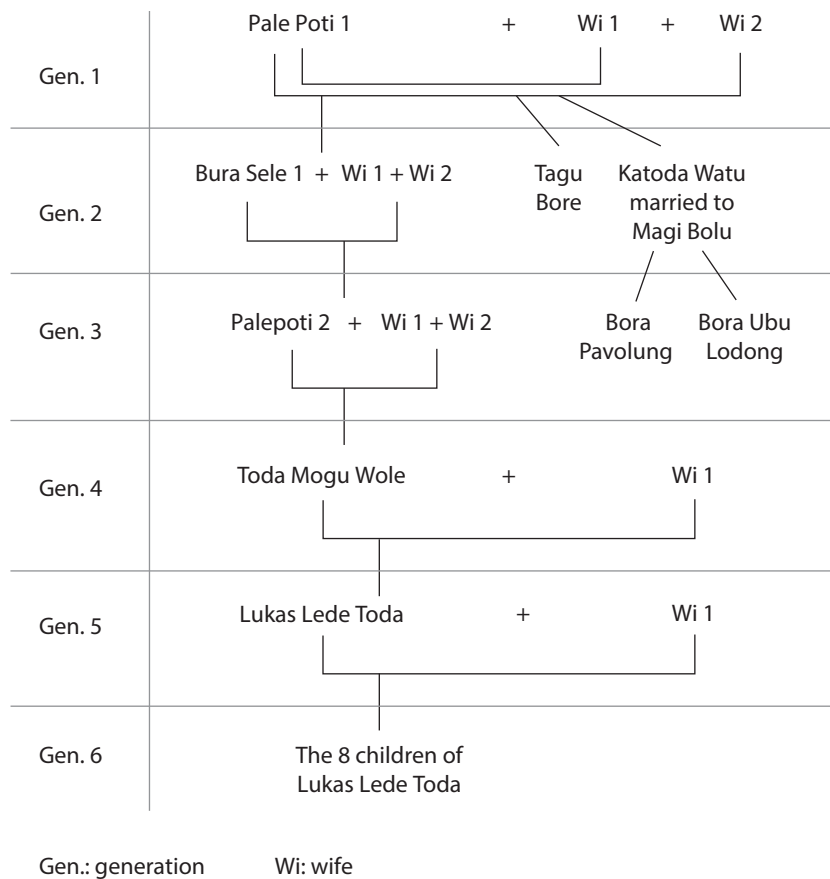 Pale Poti 1 + Wi 1 + Wi 2
Gen. 1
Bura Sele 1 + Wi 1 + Wi 2
Tagu
Bore
Katoda Watu
married to
Magi Bolu
Gen. 2
Palepoti 2 + Wi 1 + Wi 2
Bora
Pavolung
Bora Ubu
Lodong
Gen. 3
Toda Mogu Wole + Wi 1
Gen. 4
Lukas Lede Toda + Wi 1
Gen. 5
Gen. 6
The 8 children of
Lukas Lede Toda
Gen.: generation Wi: wife